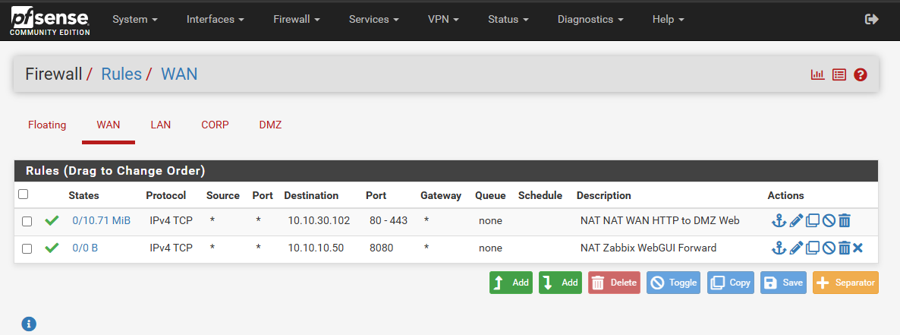 pfsense
COMMUNITY EDITION
System Interfaces Firewall Services VPN Status Diagnostics Help
Firewall / Rules / WAN
Floating WAN LAN CORP DMZ
Rules (Drag to Change Order)
States Protocol Source Port Destination Port Gateway Queue Schedule Description Actions
0/10.71 MiB IPv4 TCP * * 10.10.30.102 80 - 443 * none NAT NAT WAN HTTP to DMZ Web
0/0 B IPv4 TCP * * 10.10.10.50 8080 * none NAT Zabbix WebGUI Forward
Add Add Delete Toggle Copy Save Separator